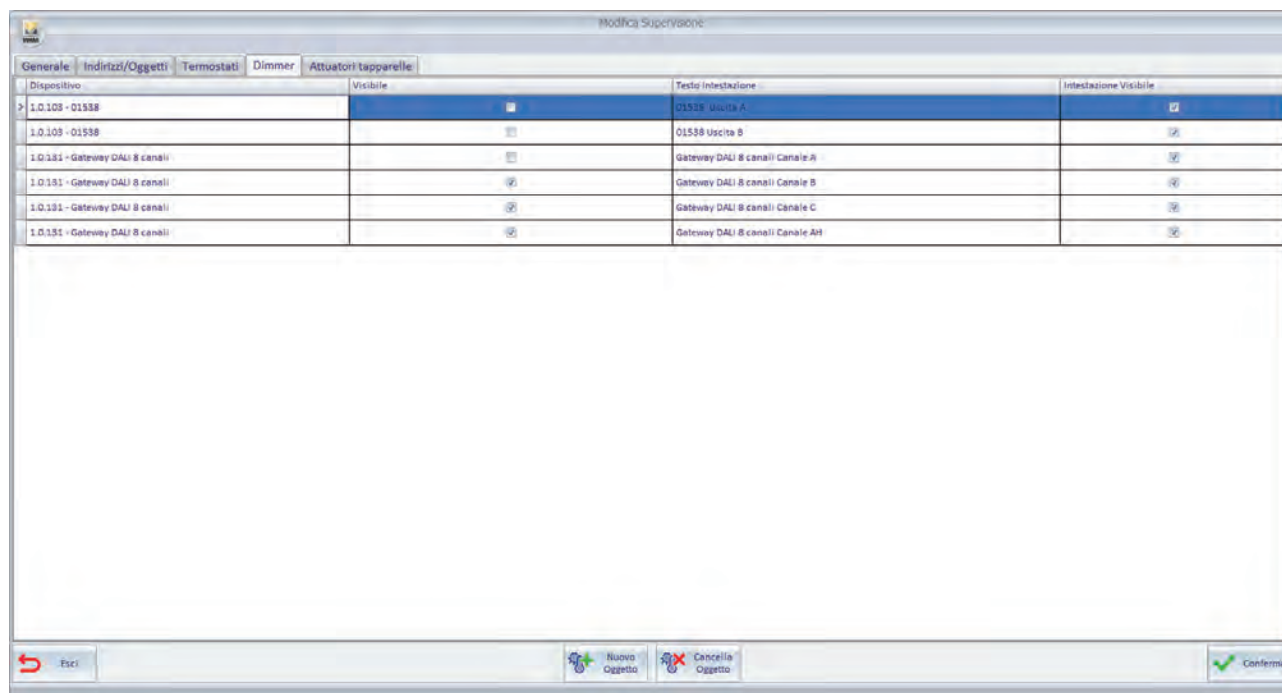 Modifica Supervisione
Generale Indirizzi/Oggetti Termostati Dimmer Attuatori tapparelle
Dispositivo Visibile Testo Intestazione Intestazione Visibile
> 1.0.103 - 01538 01538 Uscita A
1.0.103 - 01538 01538 Uscita B
1.0.131 - Gateway DALI 8 canali Gateway DALI 8 canali Canale A
1.0.131 - Gateway DALI 8 canali Gateway DALI 8 canali Canale B
1.0.131 - Gateway DALI 8 canali Gateway DALI 8 canali Canale C
1.0.131 - Gateway DALI 8 canali Gateway DALI 8 canali Canale AH
Esci Nuovo Oggetto Cancella Oggetto Conferma